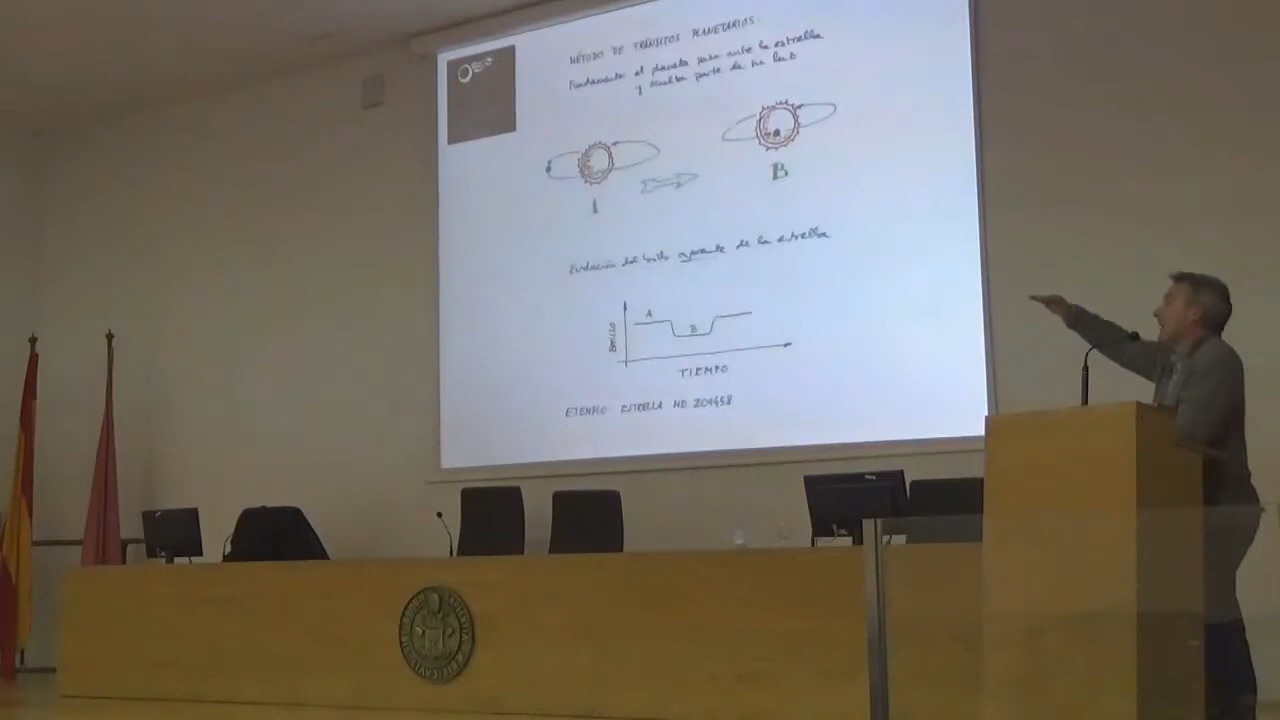 MÉTODO DE TRÁNSITOS PLANETARIOS
Fundamento: el planeta pasa ante la estrella
y oculta parte de su luz
B
Evolución del brillo aparente de la estrella
A
B
BRILLO
TIEMPO
EJEMPLO ESTRELLA HD 209458